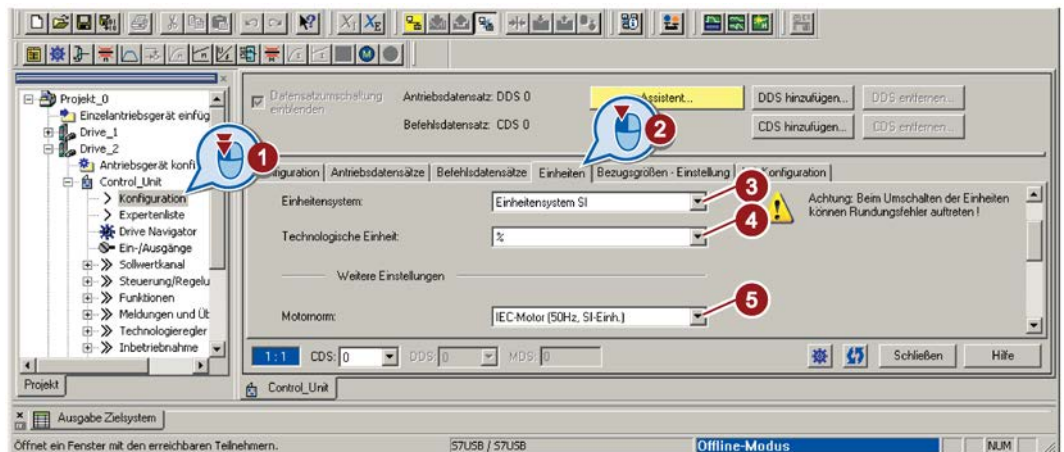 Projekt_0
Einzelantriebsgerät einfüg
Drive_1
Drive_2
Antriebsgerät konfi
Control_Unit
Konfiguration
Expertenliste
Drive Navigator
Ein-/Ausgänge
Sollwertkanal
Steuerung/Regelu
Funktionen
Meldungen und Üb
Technologieregler
Inbetriebnahme
Projekt
1
Datensatzumschaltung einblenden
Antriebsdatensatz: DDS 0
Assistent...
DDS hinzufügen...
DDS entfernen...
Befehlsdatensatz: CDS 0
2
CDS hinzufügen...
CDS entfernen...
nfiguration
Antriebsdatensätze
Befehlsdatensätze
Einheiten
Bezugsgrößen - Einstellung
Konfiguration
Einheitensystem:
Einheitensystem SI
3
Achtung: Beim Umschalten der Einheiten
können Rundungsfehler auftreten !
Technologische Einheit:
%
4
Weitere Einstellungen
Motornorm:
IEC-Motor (50Hz, SI-Einh.)
5
1:1
CDS: 0
DDS: 0
MDS: 0
Schließen
Hilfe
Control_Unit
Ausgabe Zielsystem
Öffnet ein Fenster mit den erreichbaren Teilnehmern.
S7USB / S7USB
Offline-Modus
NUM